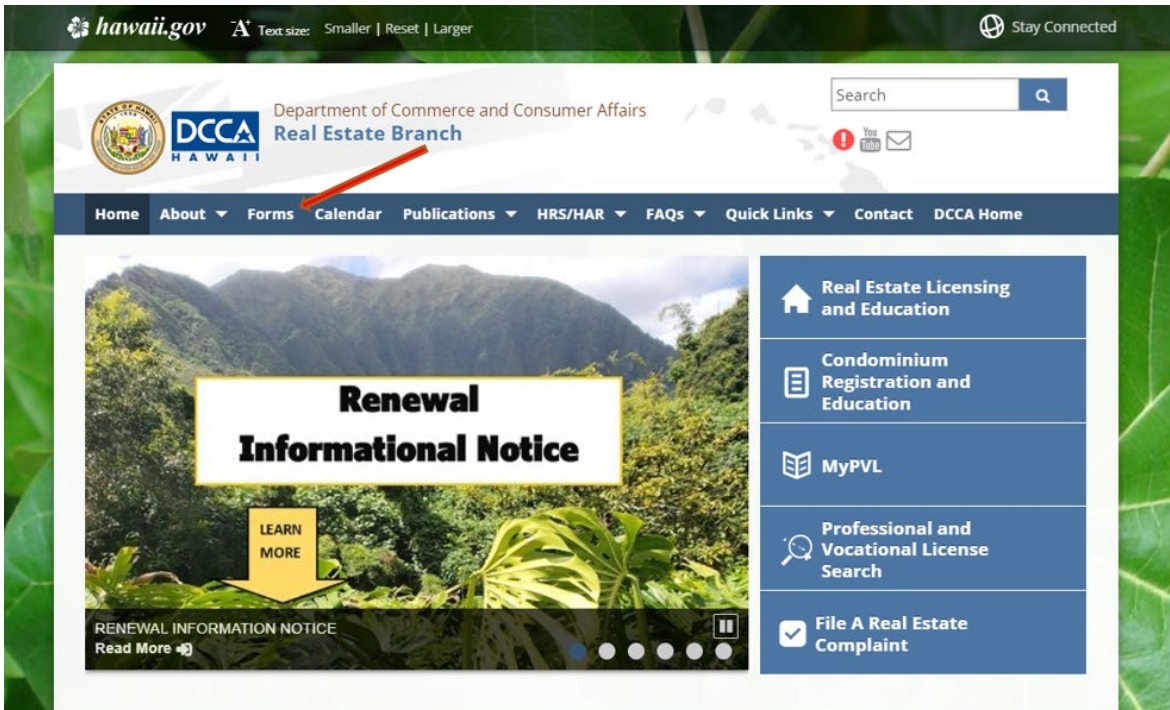 hawaii.gov
Text size: Smaller | Reset | Larger
Stay Connected
DCCA
HAWAII
Department of Commerce and Consumer Affairs
Real Estate Branch
Search
You
Tube
Home About Forms Calendar Publications HRS/HAR FAQs Quick Links Contact DCCA Home
Renewal
Informational Notice
LEARN
MORE
RENEWAL INFORMATION NOTICE
Read More
Real Estate Licensing
and Education
Condominium
Registration and
Education
MyPVL
Professional and
Vocational License
Search
File A Real Estate
Complaint